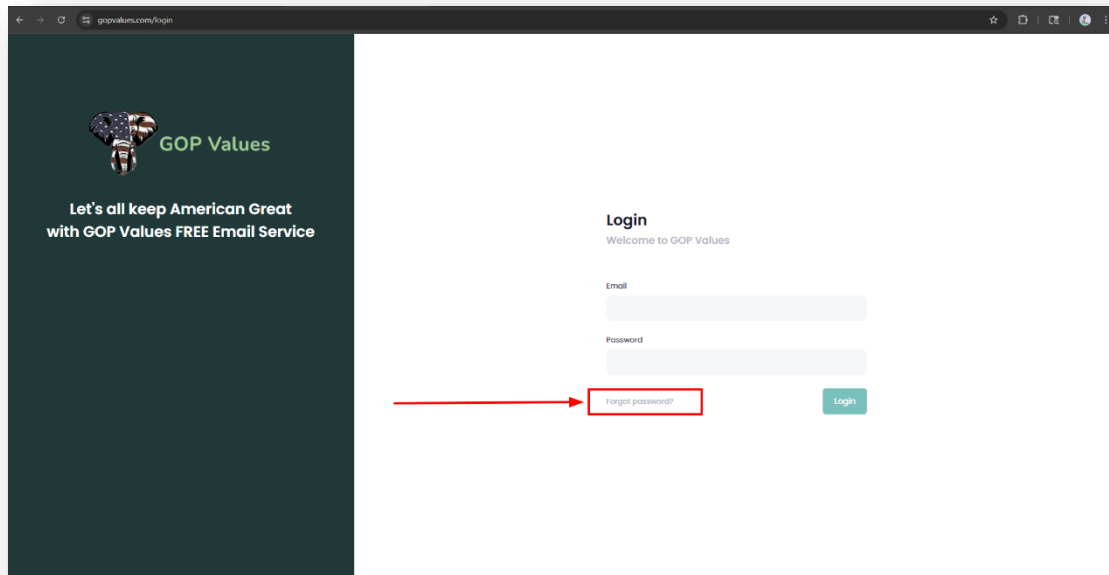 gopvalues.com/login
GOP Values
Let's all keep American Great
with GOP Values FREE Email Service
Login
Welcome to GOP Values
Email
Password
Forgot password?
Login